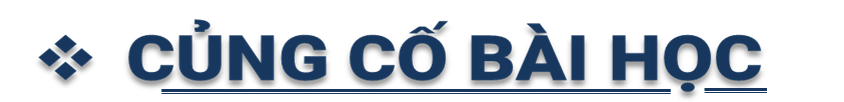 ❖ CỦNG CỐ BÀI HỌC